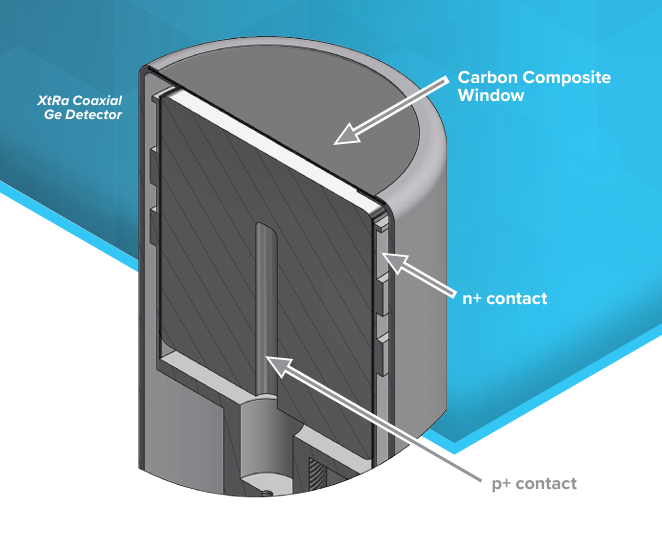 XtRa Coaxial
Ge Detector
Carbon Composite
Window
n+ contact
p+ contact